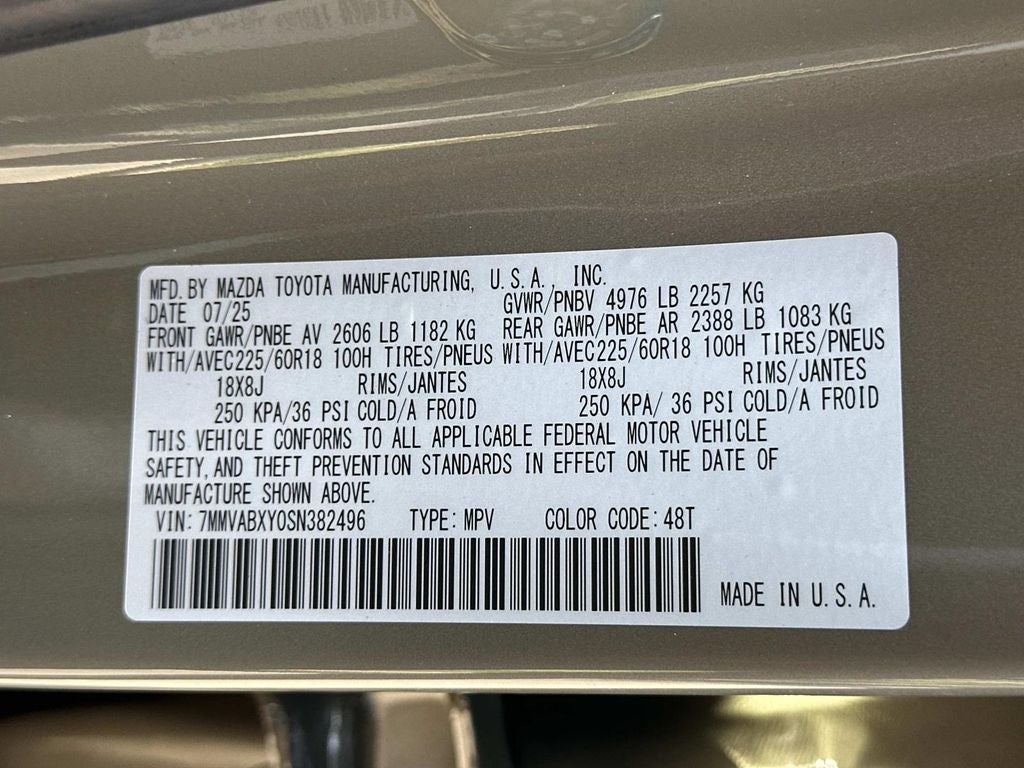 MFD. BY MAZDA TOYOTA MANUFACTURING, U.S.A. INC.
DATE 07/25 GVWR/PNBV 4976 LB 2257 KG
FRONT GAWR/PNBE AV 2606 LB 1182 KG REAR GAWR/PNBE AR 2388 LB 1083 KG
WITH/AVEC225/60R18 100H TIRES/PNEUS WITH/AVEC225/60R18 100H TIRES/PNEUS
18X8J RIMS/JANTES 18X8J RIMS/JANTES
250 KPA/36 PSI COLD/A FROID 250 KPA/ 36 PSI COLD/A FROID
THIS VEHICLE CONFORMS TO ALL APPLICABLE FEDERAL MOTOR VEHICLE
SAFETY, AND THEFT PREVENTION STANDARDS IN EFFECT ON THE DATE OF
MANUFACTURE SHOWN ABOVE.
VIN: 7MMVABXY0SN382496 TYPE: MPV COLOR CODE: 48T
MADE IN U.S.A.